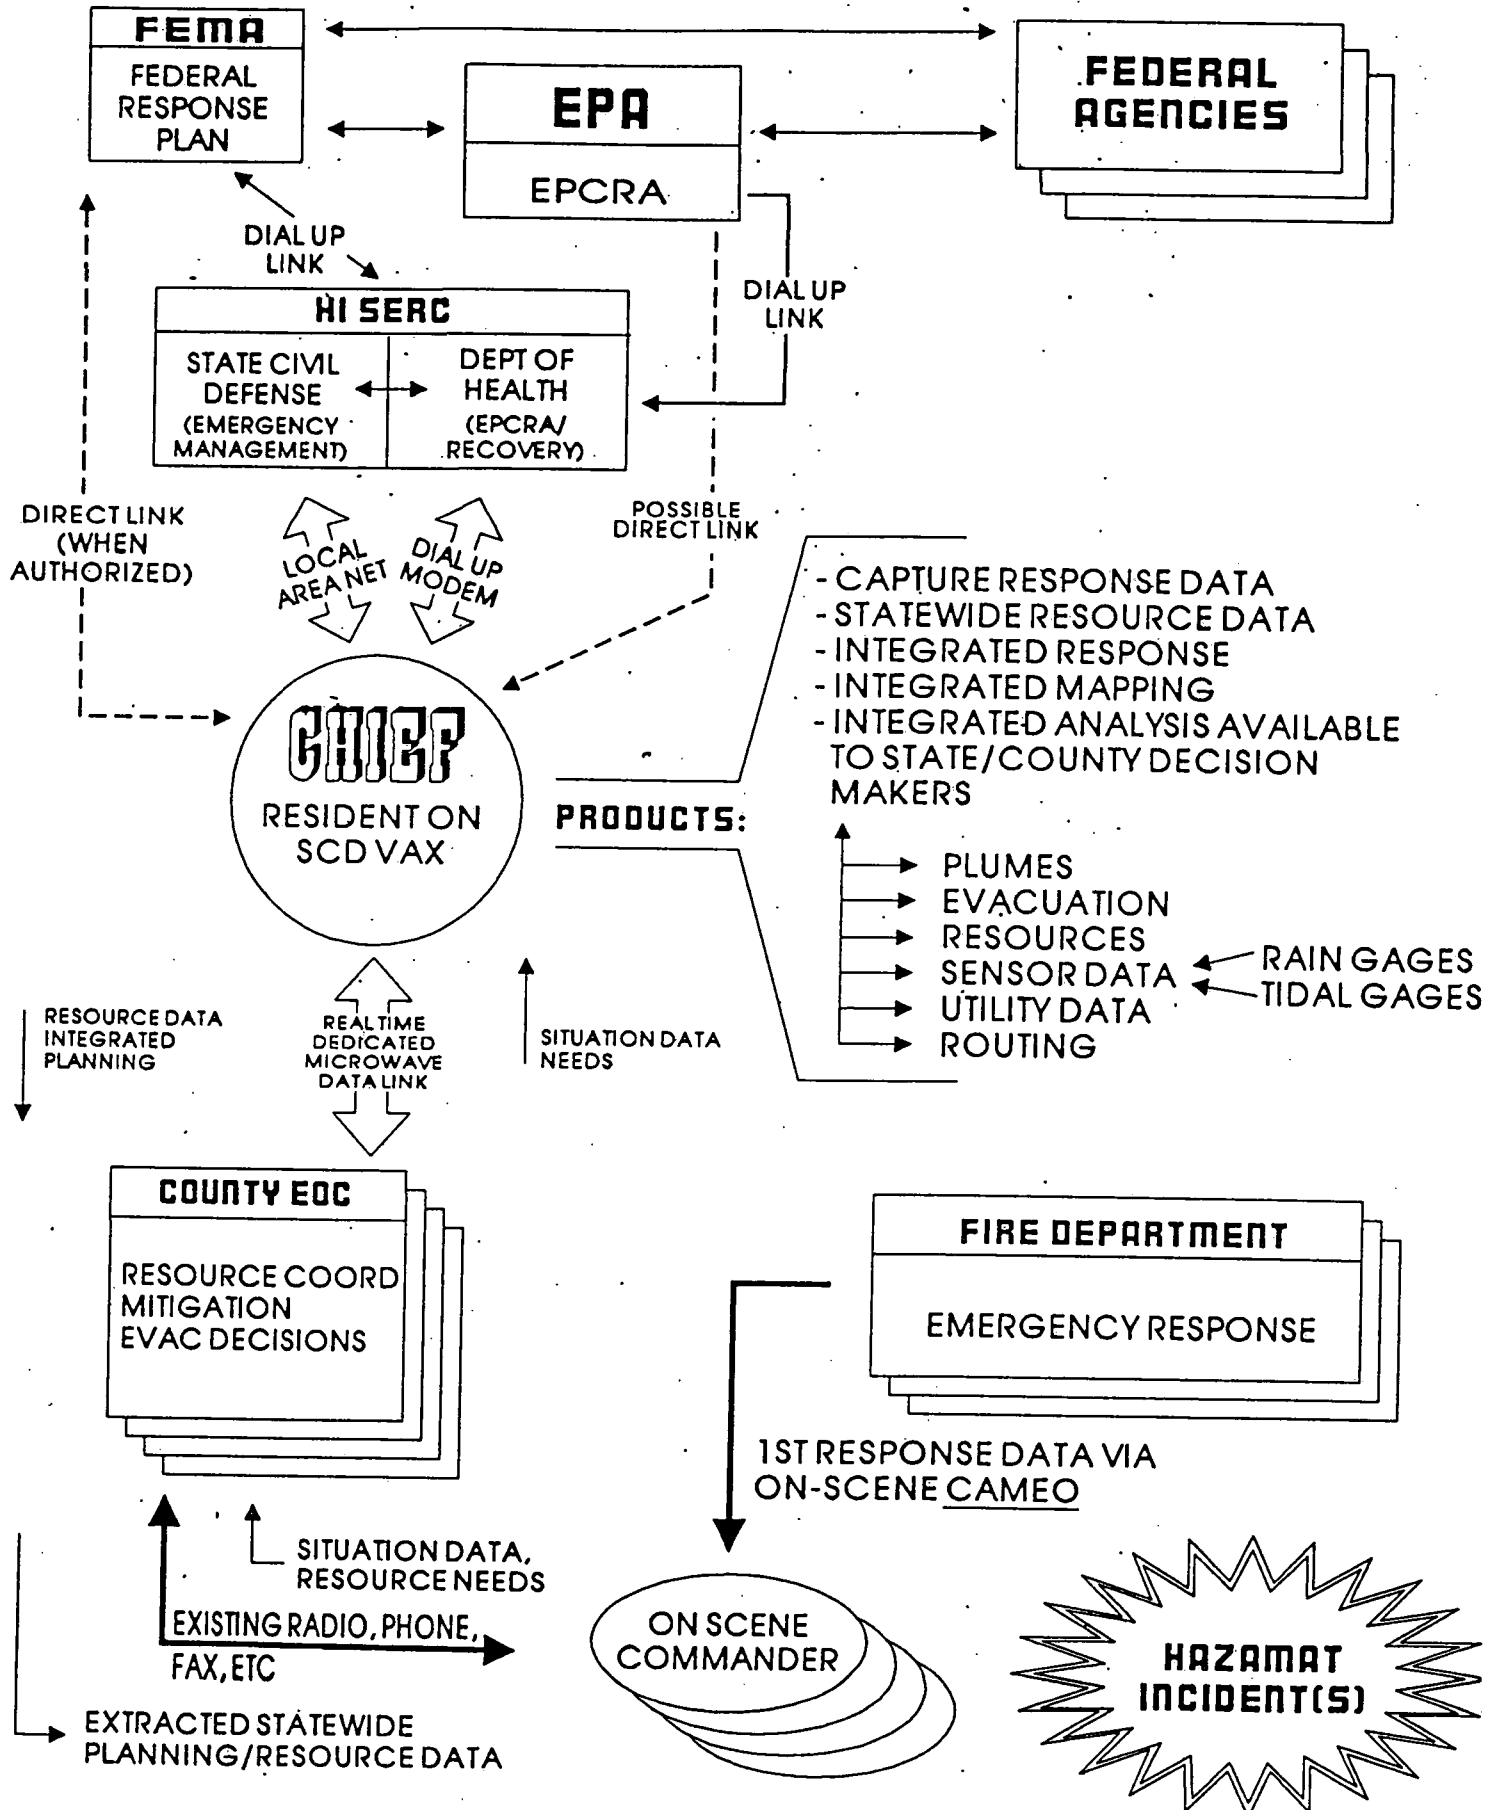 FEMA
FEDERAL
RESPONSE
PLAN
EPA
EPCRA
FEDERAL
AGENCIES
DIAL UP
LINK
DIAL UP
LINK
HI SERC
STATE CIVIL
DEFENSE
(EMERGENCY
MANAGEMENT)
DEPT OF
HEALTH
(EPCRA/
RECOVERY)
DIRECT LINK
(WHEN
AUTHORIZED)
LOCAL
AREA NET
DIAL UP
MODEM
POSSIBLE
DIRECT LINK
CHIEF
RESIDENT ON
SCD VAX
PRODUCTS:
- CAPTURE RESPONSE DATA
- STATEWIDE RESOURCE DATA
- INTEGRATED RESPONSE
- INTEGRATED MAPPING
- INTEGRATED ANALYSIS AVAILABLE
TO STATE/COUNTY DECISION
MAKERS
PLUMES
EVACUATION
RESOURCES
SENSOR DATA
UTILITY DATA
ROUTING
RAIN GAGES
TIDAL GAGES
RESOURCE DATA
INTEGRATED
PLANNING
REAL TIME
DEDICATED
MICROWAVE
DATA LINK
SITUATION DATA
NEEDS
COUNTY EOC
RESOURCE COORD
MITIGATION
EVAC DECISIONS
FIRE DEPARTMENT
EMERGENCY RESPONSE
1ST RESPONSE DATA VIA
ON-SCENE CAMEO
SITUATION DATA,
RESOURCE NEEDS
EXISTING RADIO, PHONE,
FAX, ETC
EXTRACTED STATEWIDE
PLANNING/RESOURCE DATA
ON SCENE
COMMANDER
HAZAMAT
INCIDENT(S)